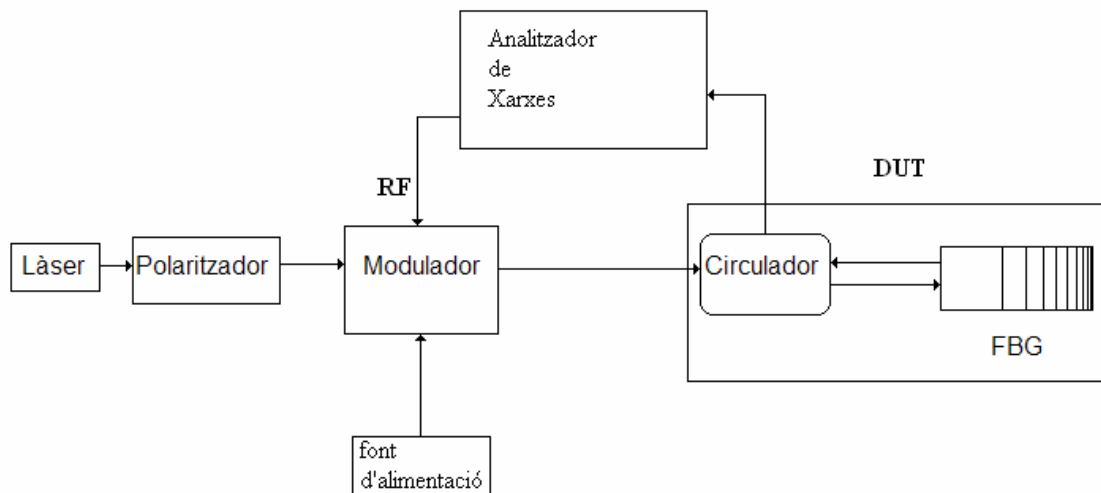 Analitzador
de
Xarxes
RF
DUT
Làser
Polaritzador
Modulador
Circulador
FBG
font
d'alimentació